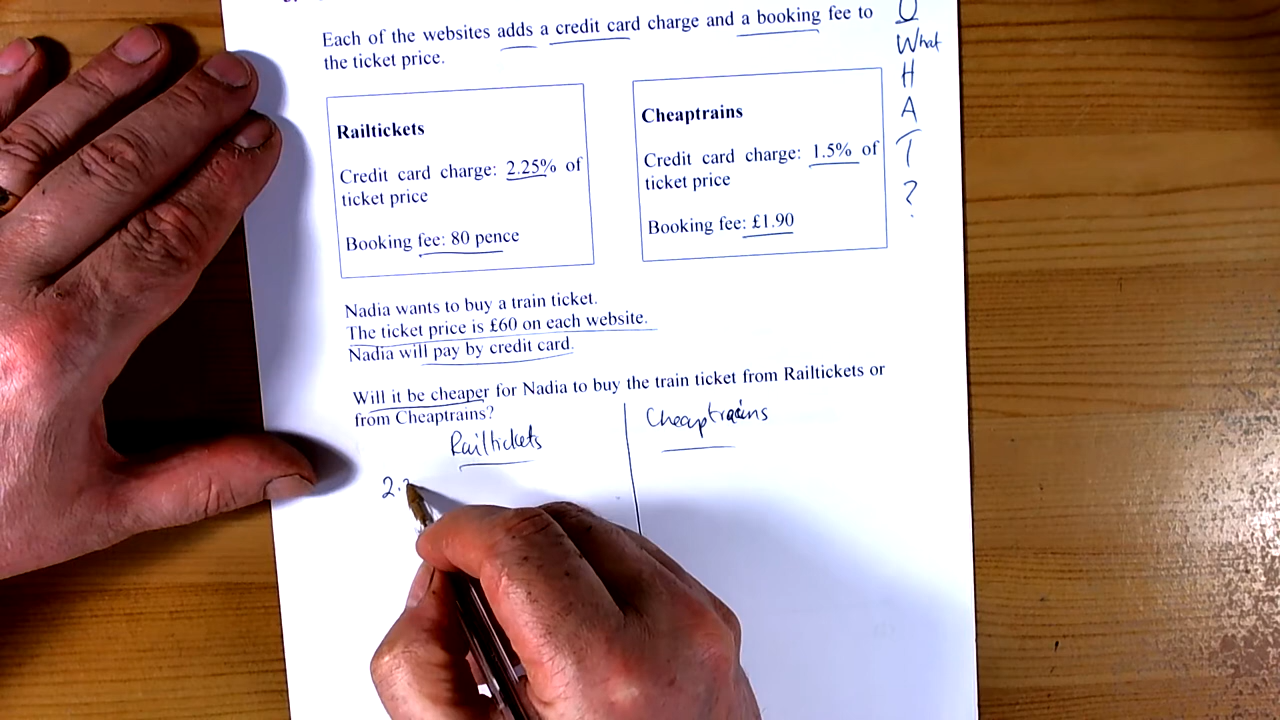 Each of the websites adds a credit card charge and a booking fee to
the ticket price.
Railtickets
Credit card charge: 2.25% of
ticket price
Booking fee: 80 pence
Cheaptrains
Credit card charge: 1.5% of
ticket price
Booking fee: £1.90
U
What
H
A
T
?
Nadia wants to buy a train ticket.
The ticket price is £60 on each website.
Nadia will pay by credit card.
Will it be cheaper for Nadia to buy the train ticket from Railtickets or
from Cheaptrains?
Railtickets
Cheaptrains
2.